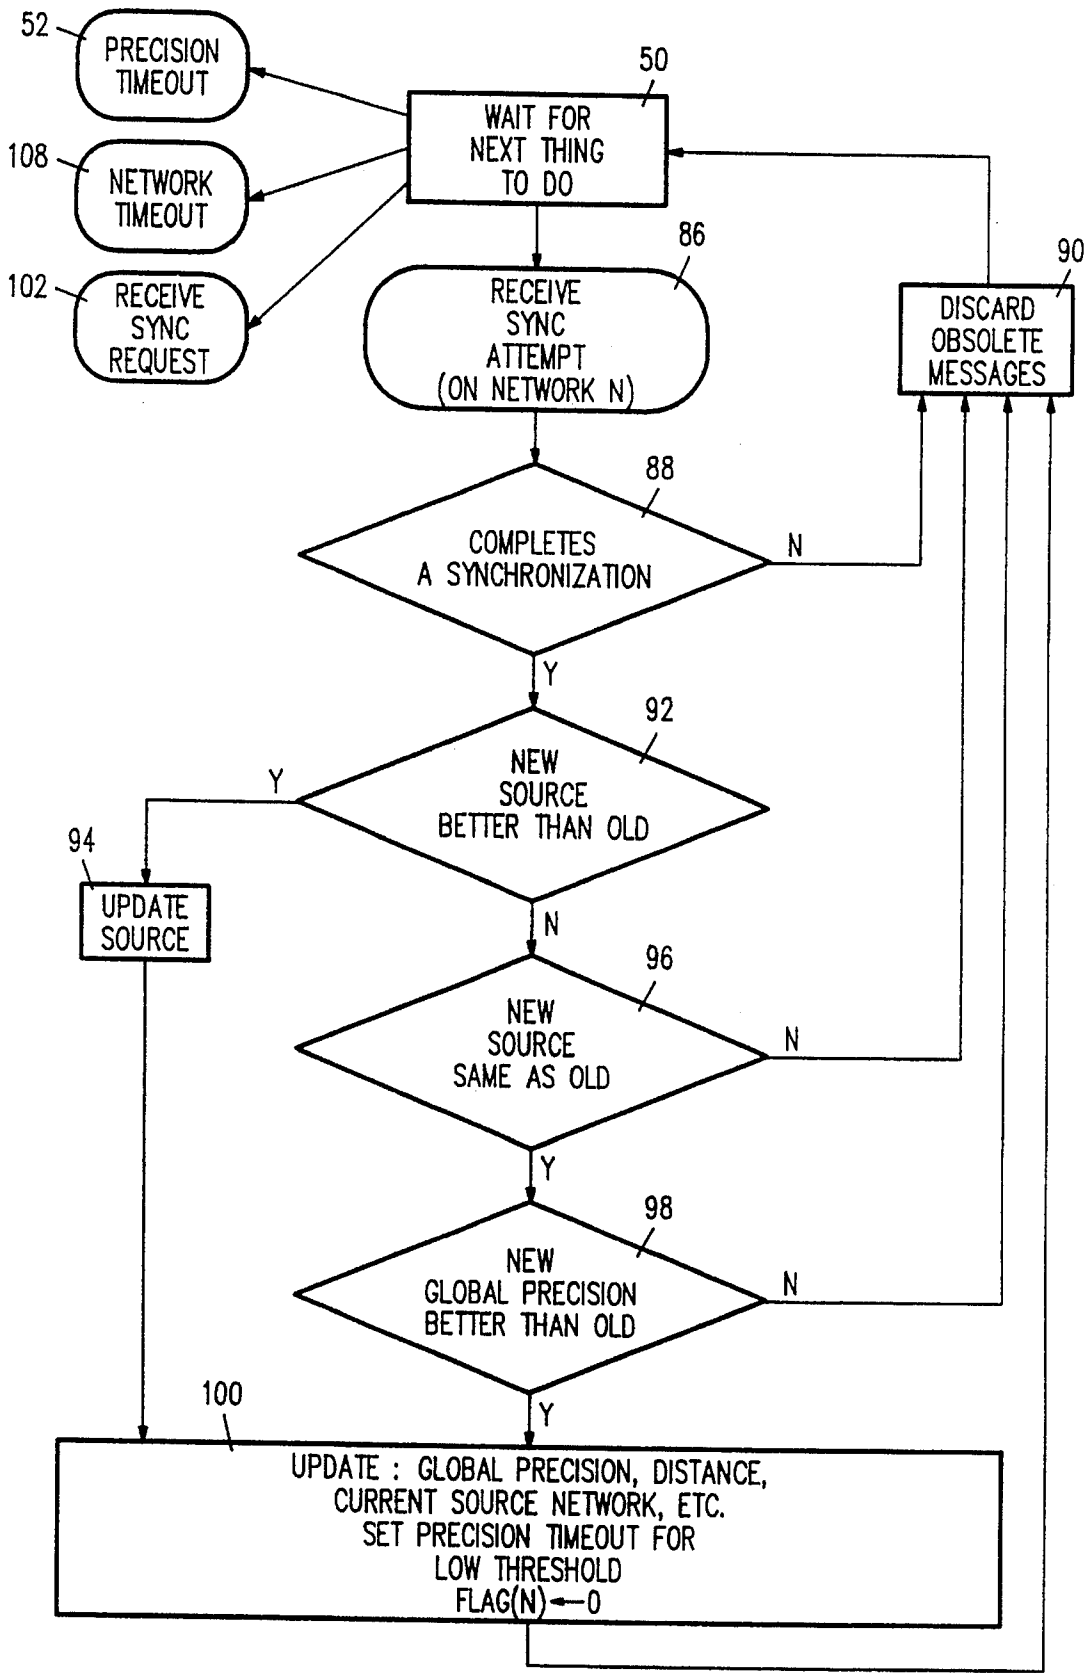 52
PRECISION
TIMEOUT
50
WAIT FOR
NEXT THING
TO DO
108
NETWORK
TIMEOUT
102
RECEIVE
SYNC
REQUEST
86
RECEIVE
SYNC
ATTEMPT
(ON NETWORK N)
90
DISCARD
OBSOLETE
MESSAGES
88
COMPLETES
A SYNCHRONIZATION
N
Y
92
NEW
SOURCE
BETTER THAN OLD
Y
N
94
UPDATE
SOURCE
96
NEW
SOURCE
SAME AS OLD
N
Y
98
NEW
GLOBAL PRECISION
BETTER THAN OLD
N
Y
100
UPDATE : GLOBAL PRECISION, DISTANCE,
CURRENT SOURCE NETWORK, ETC.
SET PRECISION TIMEOUT FOR
LOW THRESHOLD
FLAG(N)←0